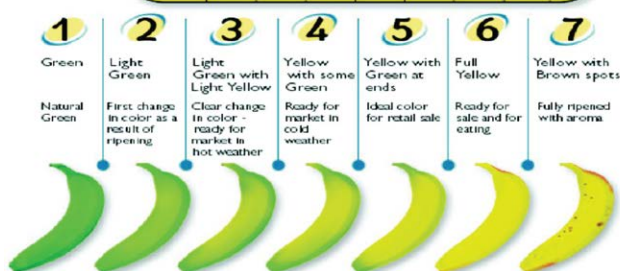 1
2
3
4
5
6
7
Green
Light
Green
Light
Green with
Light Yellow
Yellow
with some
Green
Yellow with
Green at
ends
Full
Yellow
Yellow with
Brown spots
Natural
Green
First change
in color as a
result of
ripening
Clear change
in color -
ready for
market in
hot weather
Ready for
market in
cold
weather
Ideal color
for retail sale
Ready for
sale and for
eating
Fully ripened
with aroma